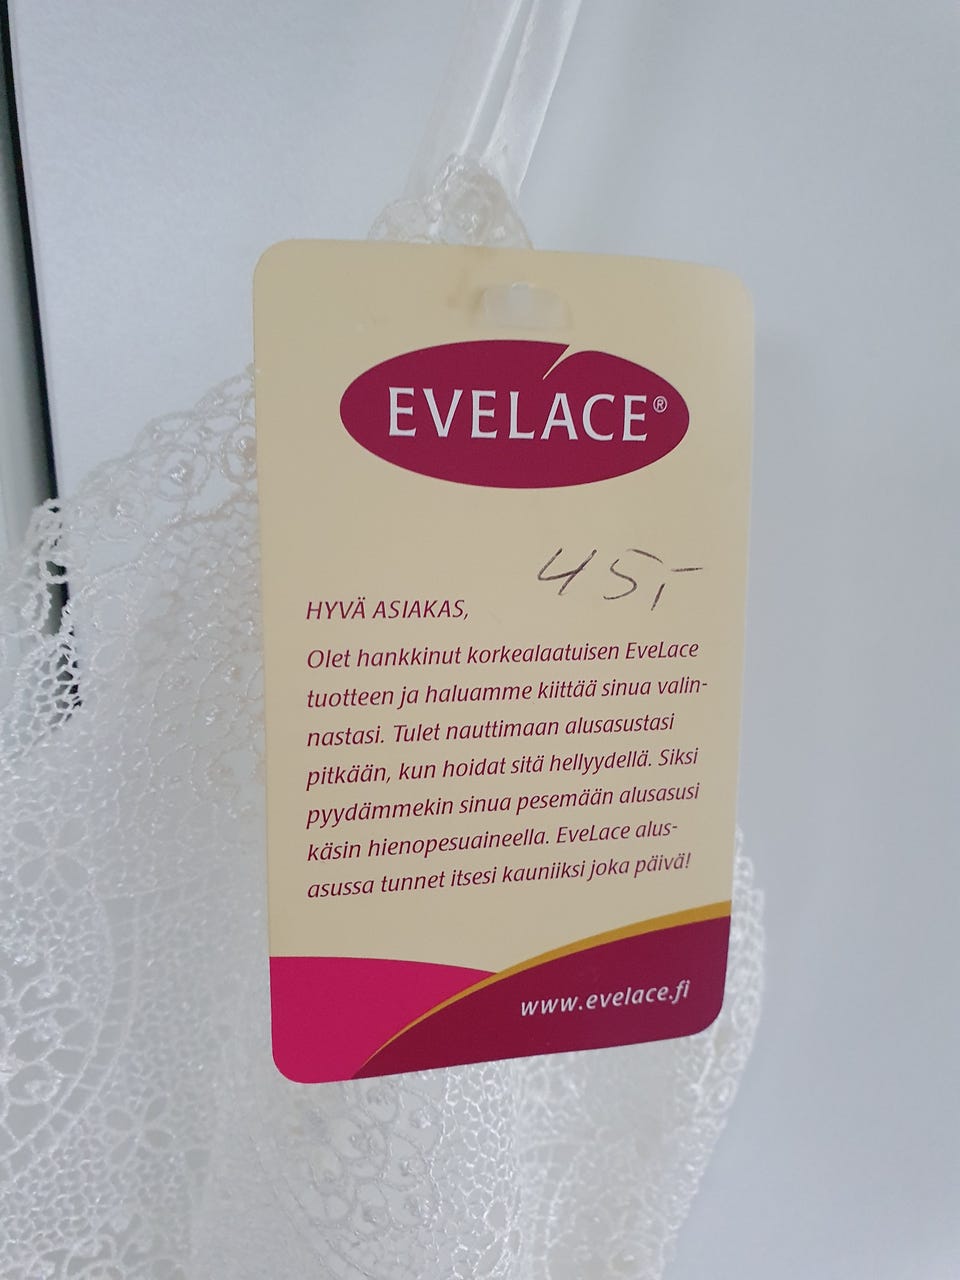 EVELACE®
45,-
HYVÄ ASIAKAS,
Olet hankkinut korkealaatuisen EveLace
tuotteen ja haluamme kiittää sinua valin-
nastasi. Tulet nauttimaan alusasustasi
pitkään, kun hoidat sitä hellyydellä. Siksi
pyydämmekin sinua pesemään alusasusi
käsin hienopesuaineella. EveLace alus-
asussa tunnet itsesi kauniiksi joka päivä!
www.evelace.fi